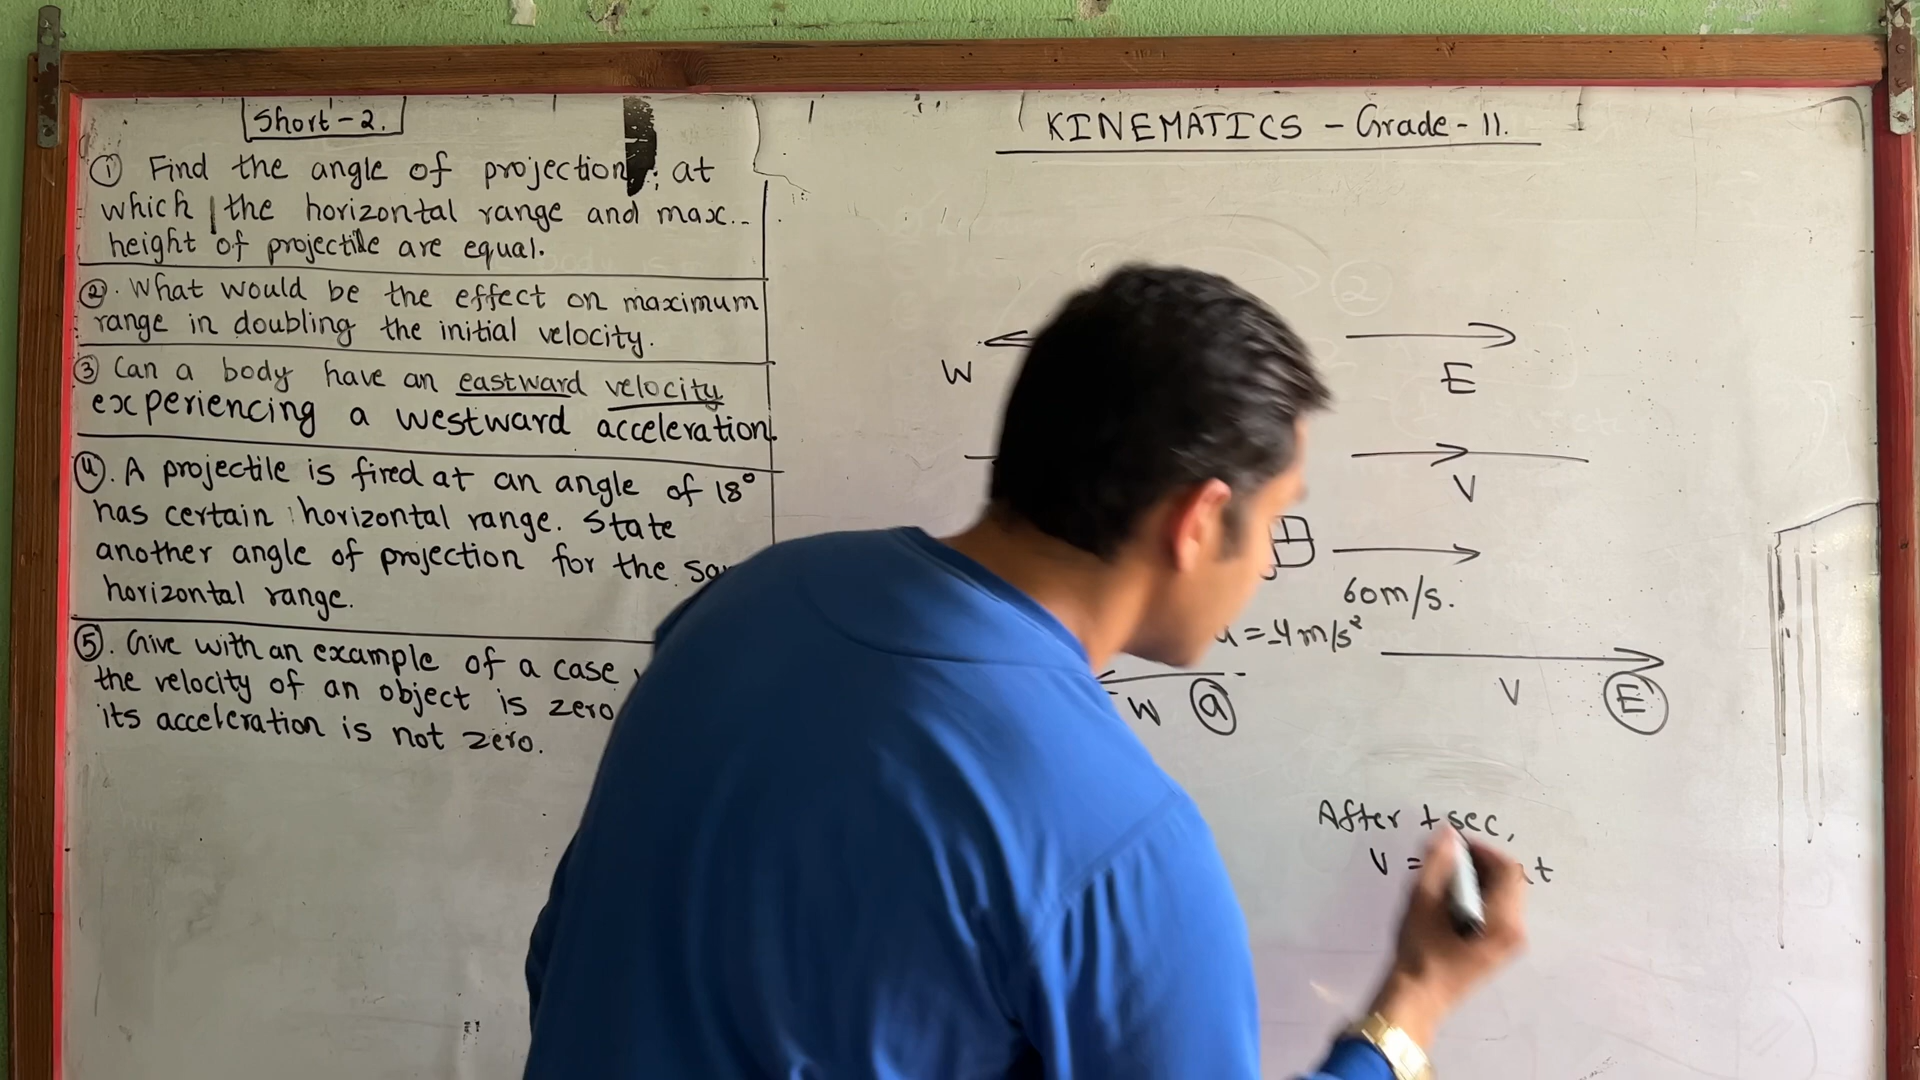 Short-2.
① Find the angle of projection, at
which the horizontal range and max.
height of projectile are equal.
②. What would be the effect on maximum
range in doubling the initial velocity.
③ Can a body have an eastward velocity
experiencing a westward acceleration.
④. A projectile is fired at an angle of 18°
has certain horizontal range. State
another angle of projection for the
horizontal range.
⑤. Give with an example of a case
the velocity of an object is zero
its acceleration is not zero.
KINEMATICS - Grade-11.
2
W E
V
60m/s.
= -4m/s²
W a V E
After t sec,
V = at